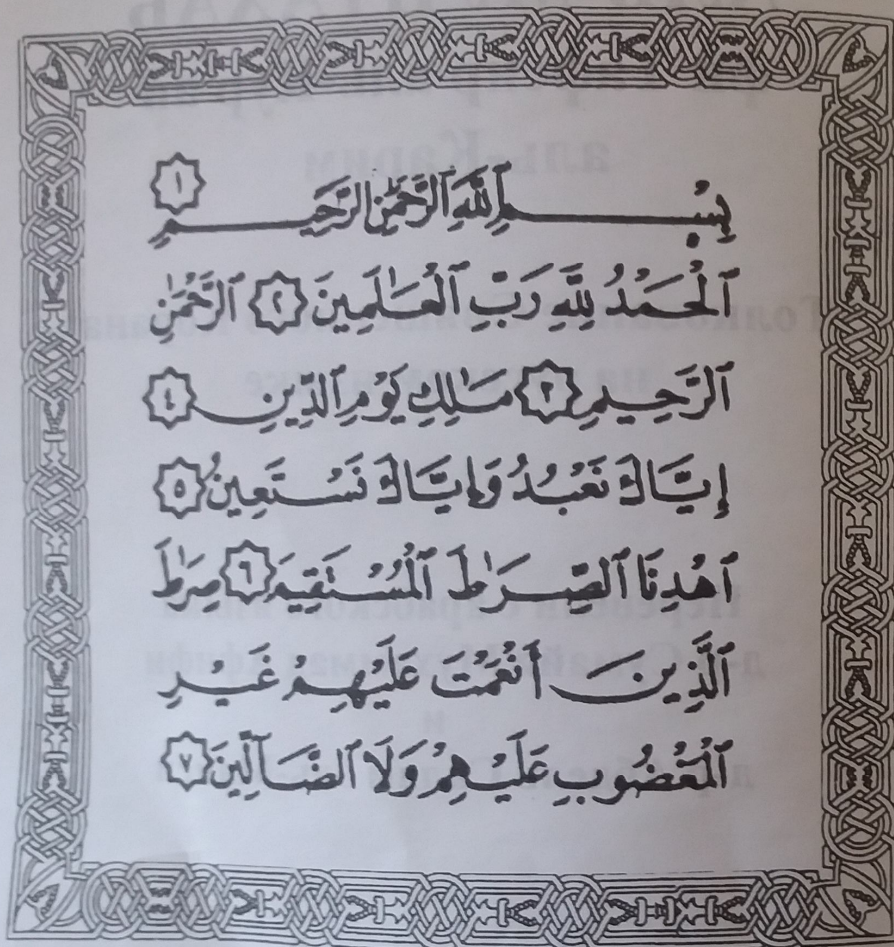 بِسْمِ ٱللَّهِ ٱلرَّحْمَٰنِ ٱلرَّحِيمِ ١
ٱلْحَمْدُ لِلَّهِ رَبِّ ٱلْعَٰلَمِينَ ٢ ٱلرَّحْمَٰنِ
ٱلرَّحِيمِ ٣ مَٰلِكِ يَوْمِ ٱلدِّينِ ٤
إِيَّاكَ نَعْبُدُ وَإِيَّاكَ نَسْتَعِينُ ٥
ٱهْدِنَا ٱلصِّرَٰطَ ٱلْمُسْتَقِيمَ ٦ صِرَٰطَ
ٱلَّذِينَ أَنْعَمْتَ عَلَيْهِمْ غَيْرِ
ٱلْمَغْضُوبِ عَلَيْهِمْ وَلَا ٱلضَّآلِّينَ ٧